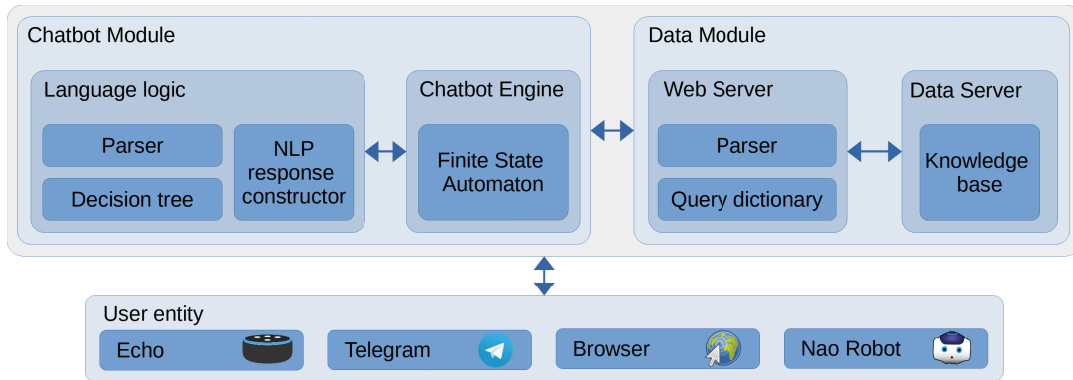 Chatbot Module
Language logic
Parser
Decision tree
NLP
response
constructor
Chatbot Engine
Finite State
Automaton
Data Module
Web Server
Parser
Query dictionary
Data Server
Knowledge
base
User entity
Echo
Telegram
Browser
Nao Robot